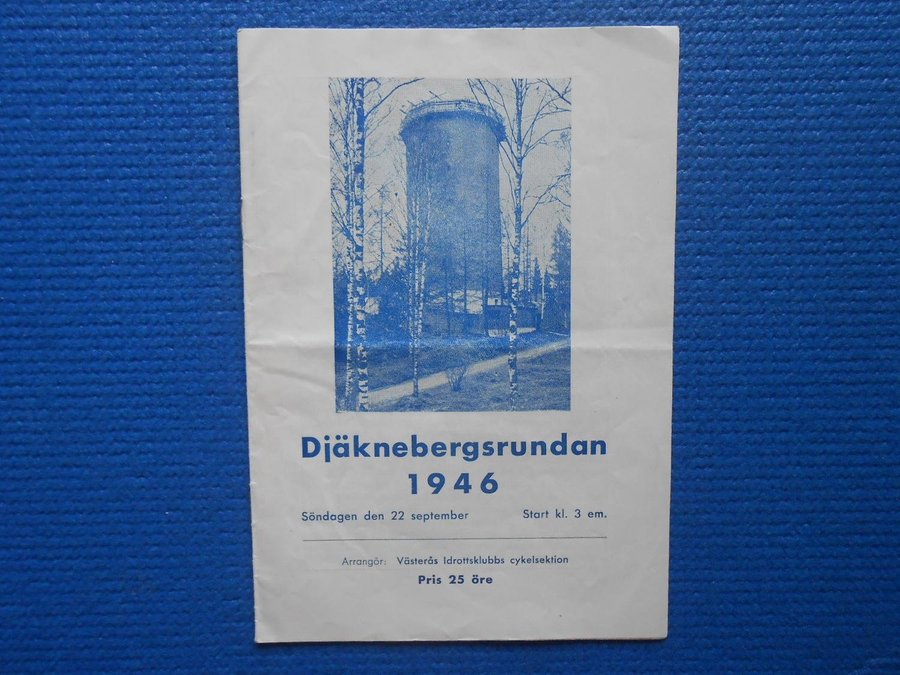 Djäknebergsrundan
1946
Söndagen den 22 september Start kl. 3 em.
Arrangör: Västerås Idrottsklubbs cykelsektion
Pris 25 öre